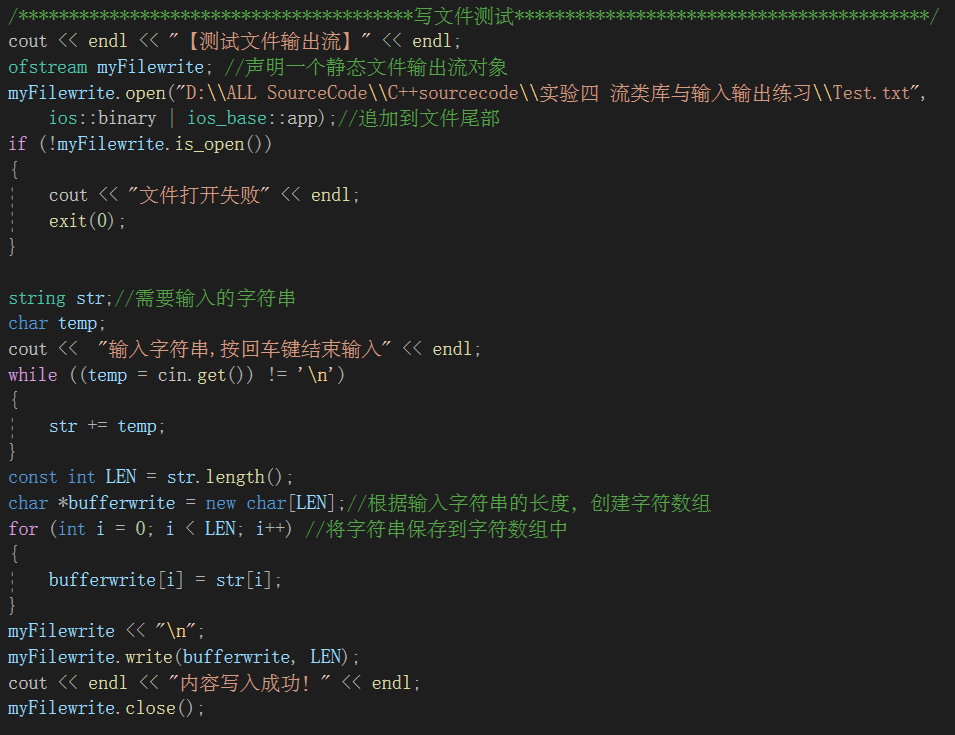 /***************************************写文件测试*****************************************/
cout << endl << "【测试文件输出流】" << endl;
ofstream myFilewrite; //声明一个静态文件输出流对象
myFilewrite.open("D:\\ALL SourceCode\\C++sourcecode\\实验四 流类库与输入输出练习\\Test.txt",
    ios::binary | ios_base::app);//追加到文件尾部
if (!myFilewrite.is_open())
{
    cout << "文件打开失败" << endl;
    exit(0);
}

string str;//需要输入的字符串
char temp;
cout <<  "输入字符串,按回车键结束输入" << endl;
while ((temp = cin.get()) != '\n')
{
    str += temp;
}
const int LEN = str.length();
char *bufferwrite = new char[LEN];//根据输入字符串的长度，创建字符数组
for (int i = 0; i < LEN; i++) //将字符串保存到字符数组中
{
    bufferwrite[i] = str[i];
}
myFilewrite << "\n";
myFilewrite.write(bufferwrite, LEN);
cout << endl << "内容写入成功！" << endl;
myFilewrite.close();